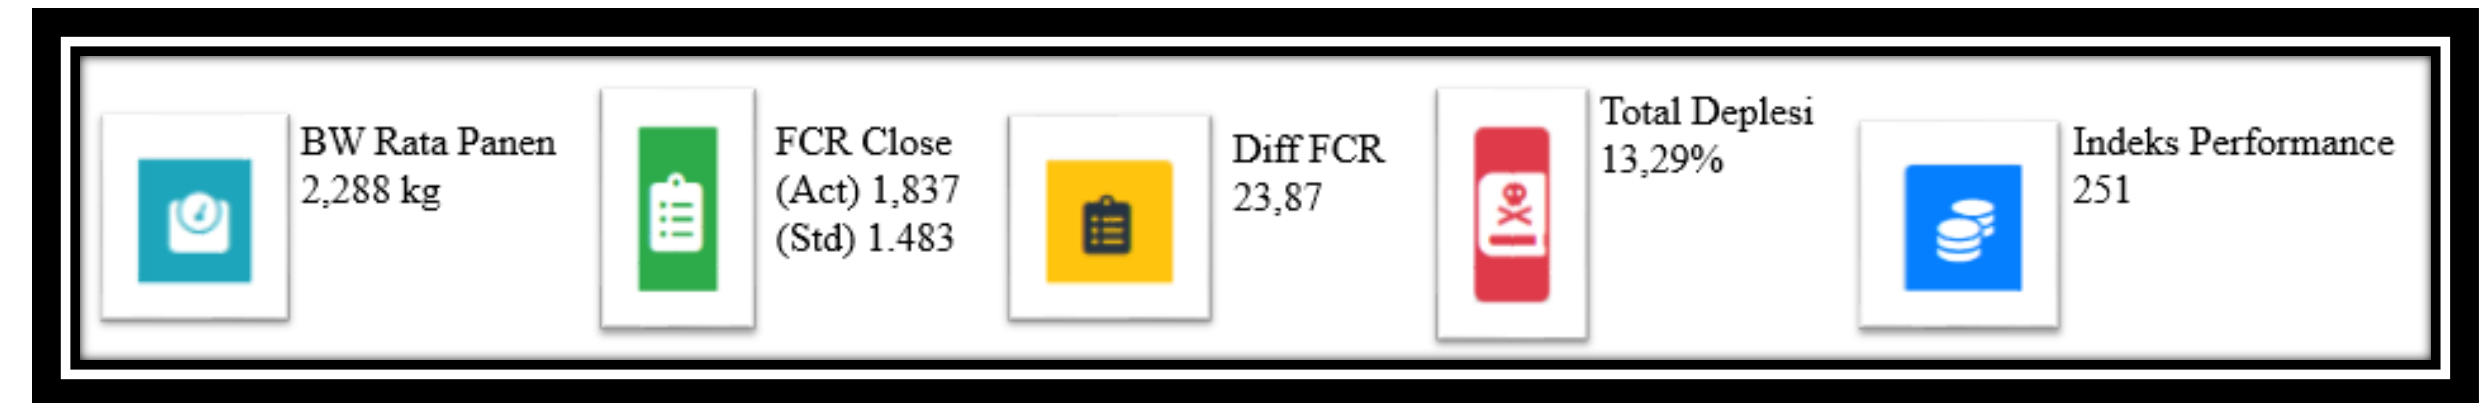 BW Rata Panen
2,288 kg
FCR Close
(Act) 1,837
(Std) 1.483
Diff FCR
23,87
Total Deplesi
13,29%
Indeks Performance
251